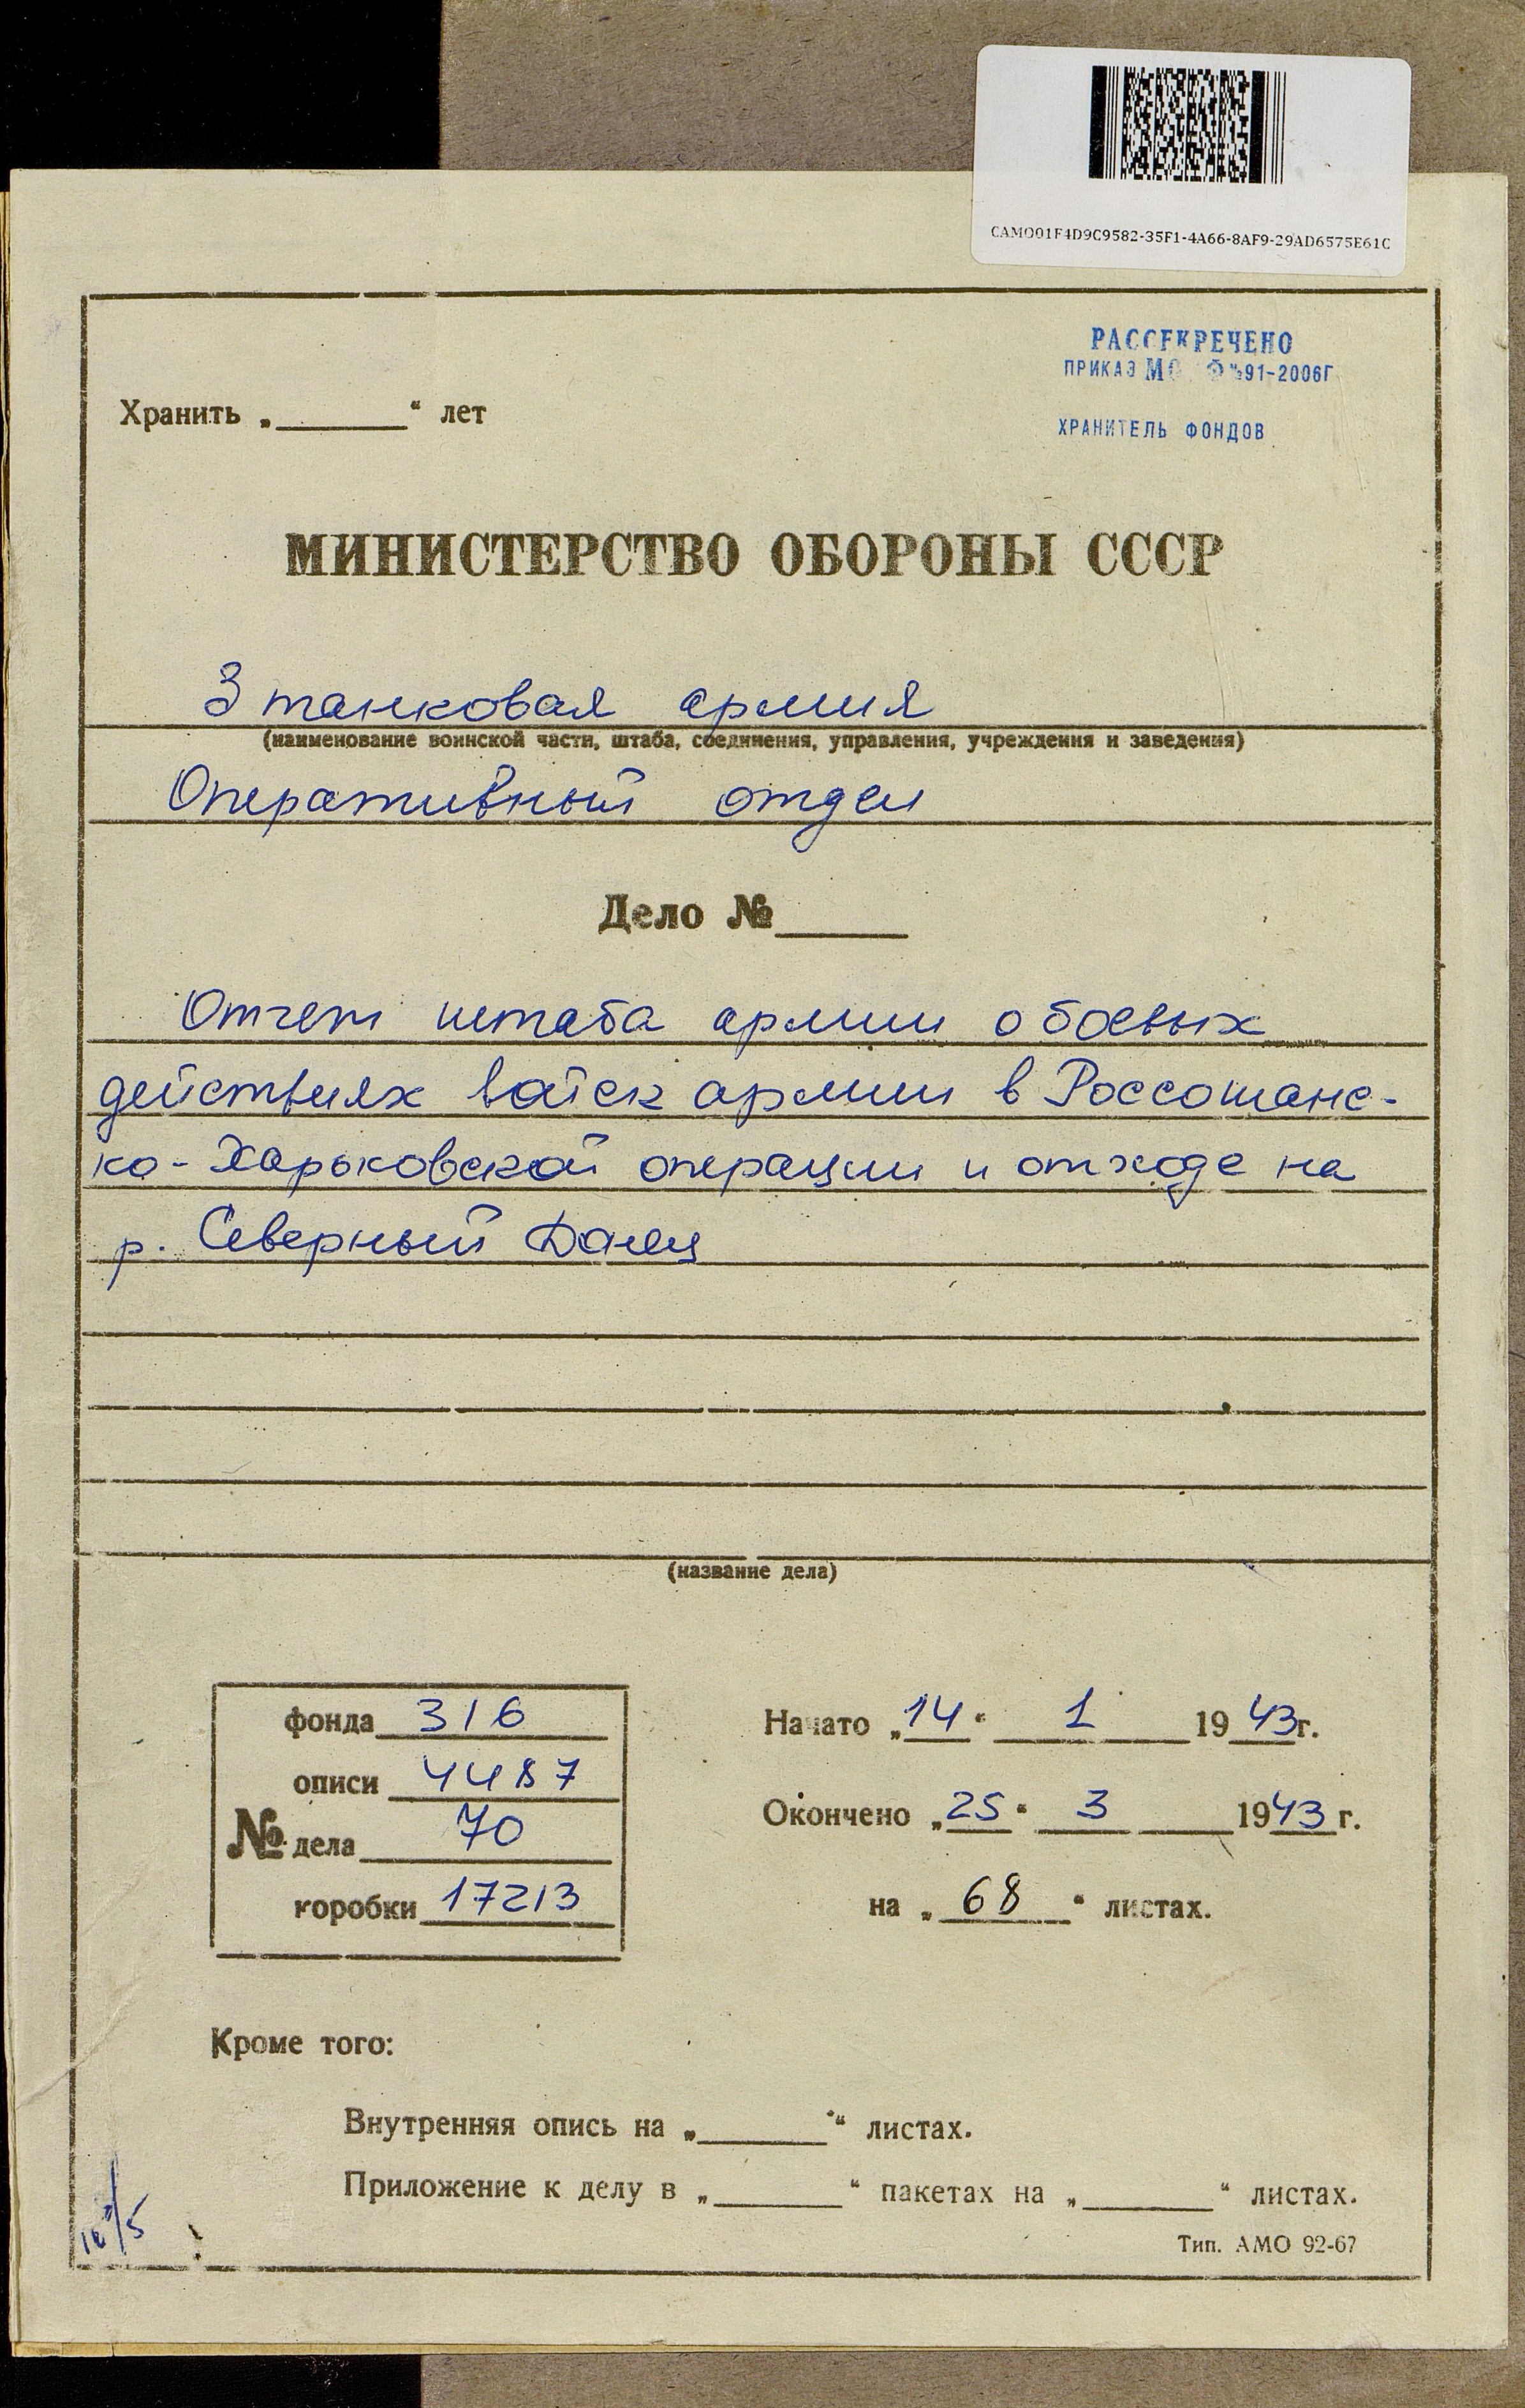 CAMO01F4D9C9582-35F1-4A66-8AF9-29AD6575E61C
РАССЕКРЕЧЕНО
ПРИКАЗ МО Ф №91-2006Г
ХРАНИТЕЛЬ ФОНДОВ
Хранить „ “ лет
МИНИСТЕРСТВО ОБОРОНЫ СССР
3 танковая армия
(наименование воинской части, штаба, соединения, управления, учреждения и заведения)
Оперативный отдел
Дело №
Отчет штаба армии о боевых
действиях войск армии в Россошанс-
ко-Харьковской операции и отходе на
р. Северный Донец
(название дела)
фонда 316
описи 4487
№ дела 70
коробки 17213
Начато „14“ 1 1943г.
Окончено „25“ 3 1943 г.
на „68“ листах.
Кроме того:
Внутренняя опись на „ “ листах.
Приложение к делу в „ “ пакетах на „ “ листах.
Тип. АМО 92-67